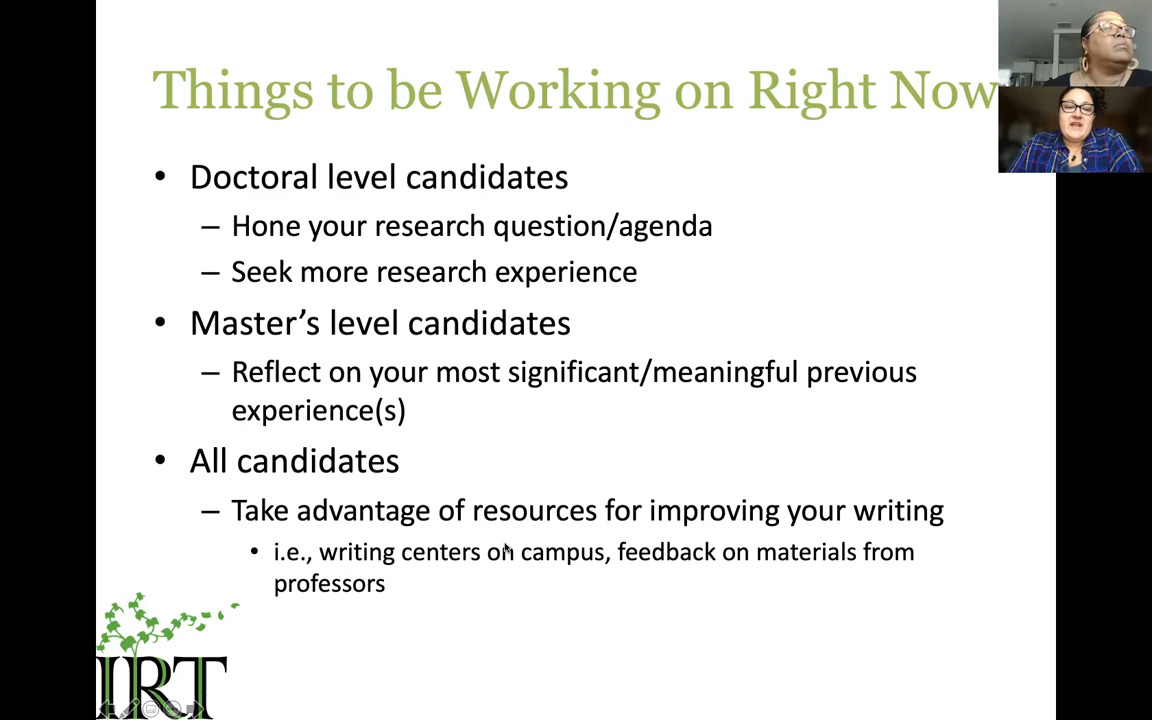 Things to be Working on Right Now
• Doctoral level candidates
– Hone your research question/agenda
– Seek more research experience
• Master’s level candidates
– Reflect on your most significant/meaningful previous
experience(s)
• All candidates
– Take advantage of resources for improving your writing
• i.e., writing centers on campus, feedback on materials from
professors
IRT